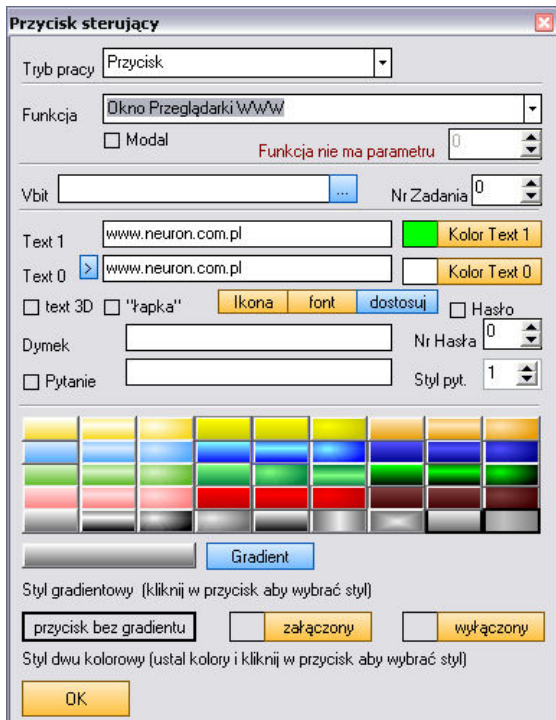 Przycisk sterujący
Tryb pracy Przycisk
Funkcja Okno Przeglądarki WWW
Modal Funkcja nie ma parametru 0
Vbit ... Nr Zadania 0
Text 1 www.neuron.com.pl Kolor Text 1
Text 0 > www.neuron.com.pl Kolor Text 0
text 3D "łapka" Ikona font dostosuj Hasło
Dymek Nr Hasła 0
Pytanie Styl pyt. 1
Gradient
Styl gradientowy (kliknij w przycisk aby wybrać styl)
przycisk bez gradientu załączony wyłączony
Styl dwu kolorowy (ustal kolory i kliknij w przycisk aby wybrać styl)
OK